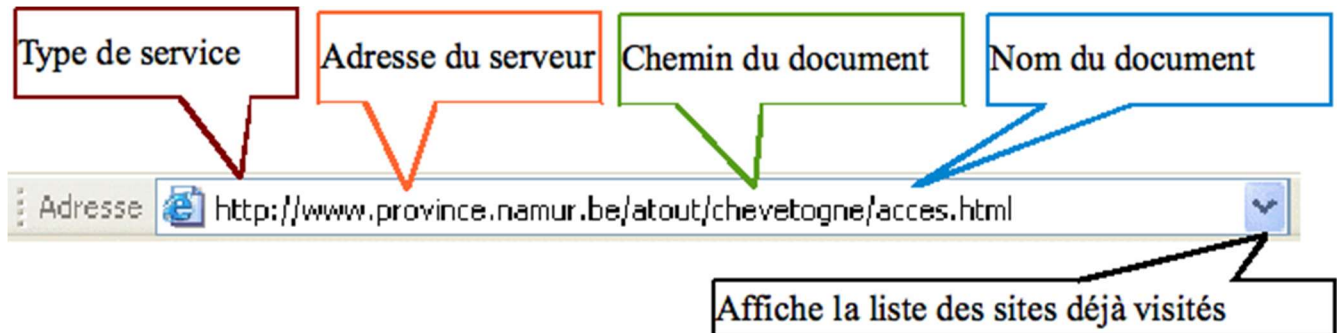 Type de service
Adresse du serveur
Chemin du document
Nom du document
Adresse http://www.province.namur.be/atout/chevetogne/acces.html
Affiche la liste des sites déjà visités